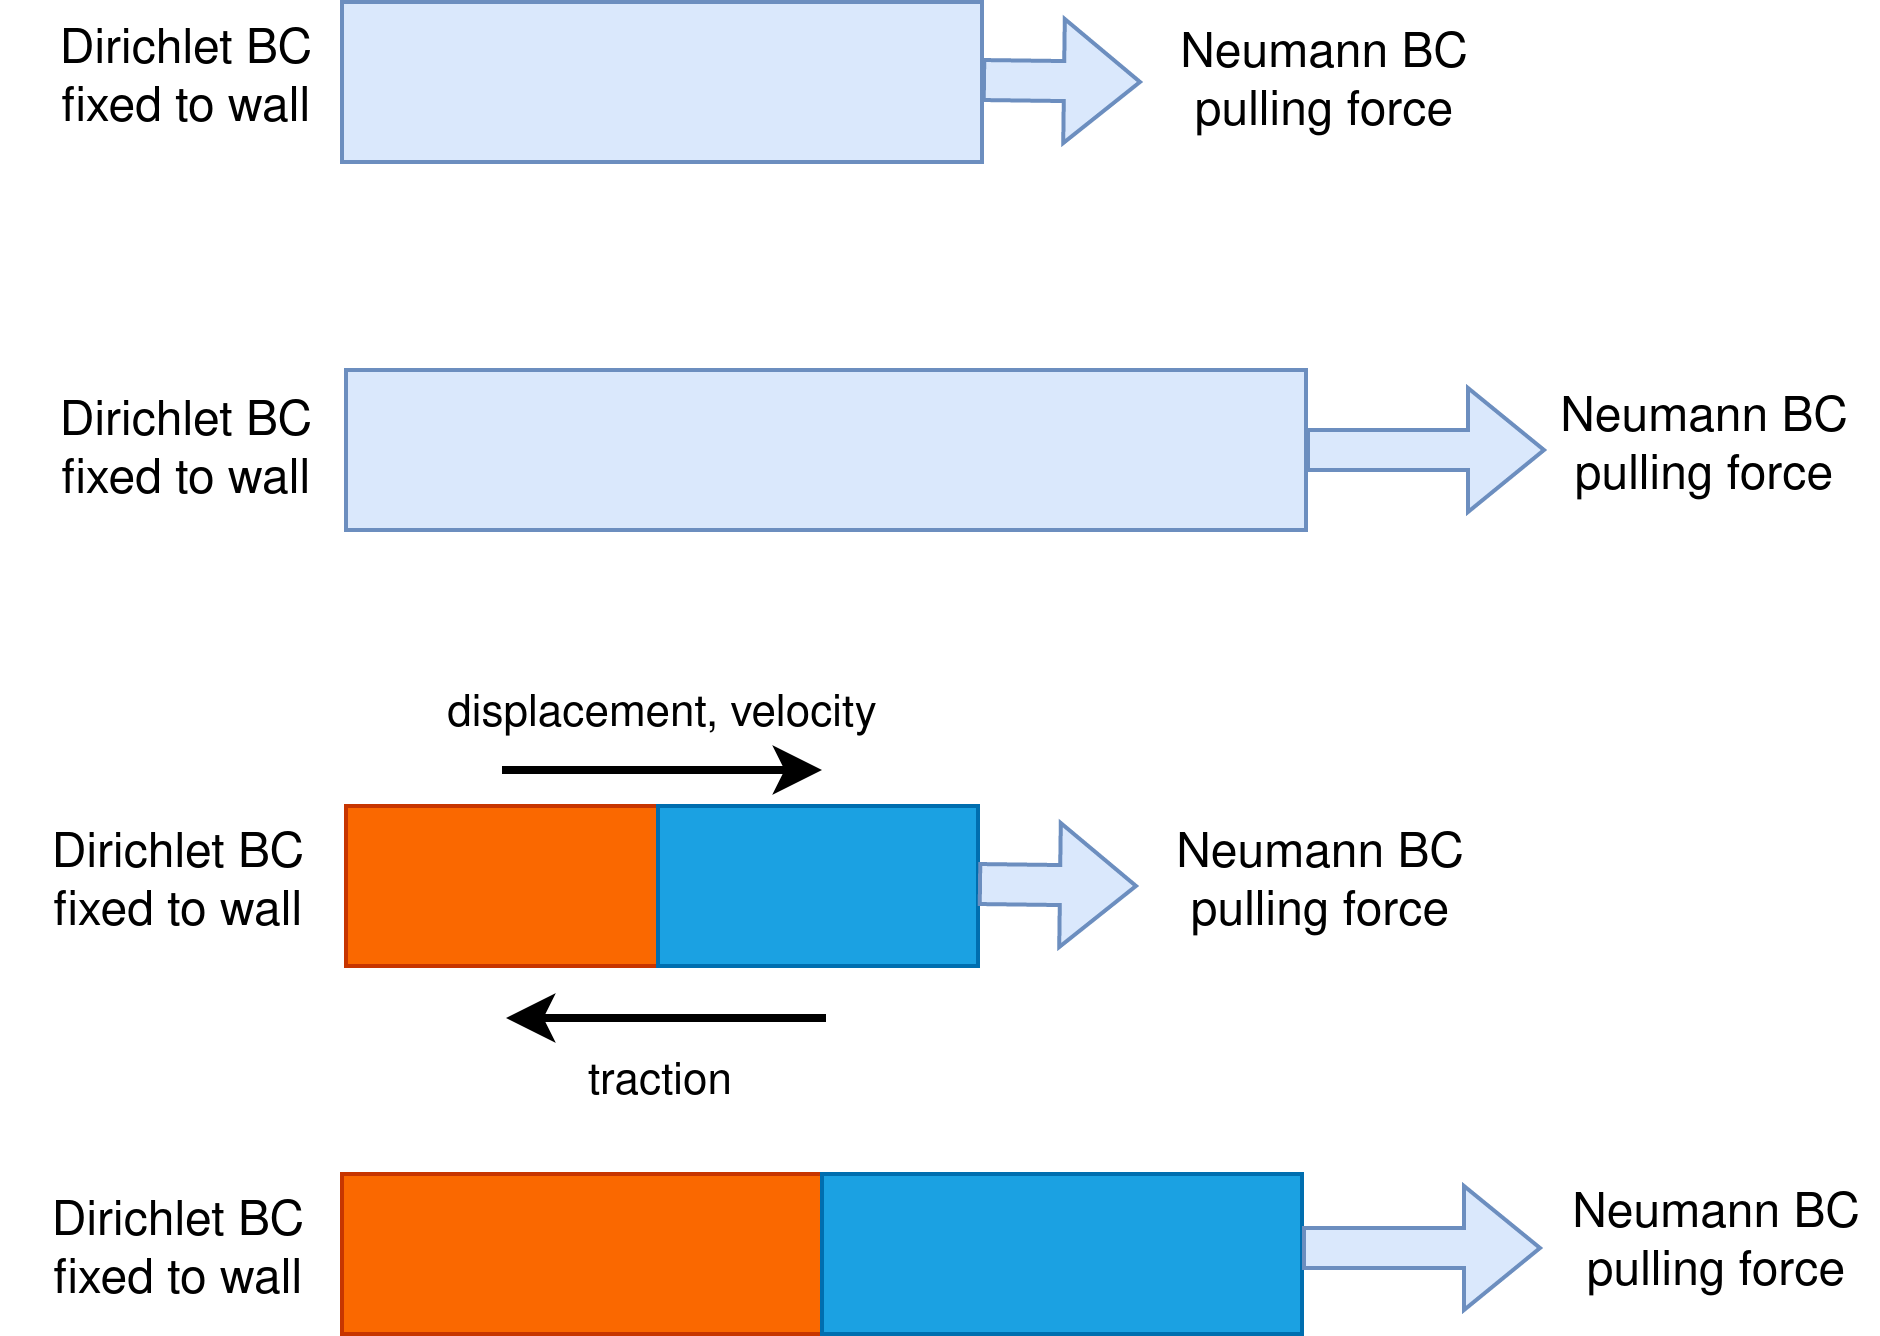 Dirichlet BC
fixed to wall
Neumann BC
pulling force
Dirichlet BC
fixed to wall
Neumann BC
pulling force
displacement, velocity
Dirichlet BC
fixed to wall
Neumann BC
pulling force
traction
Dirichlet BC
fixed to wall
Neumann BC
pulling force